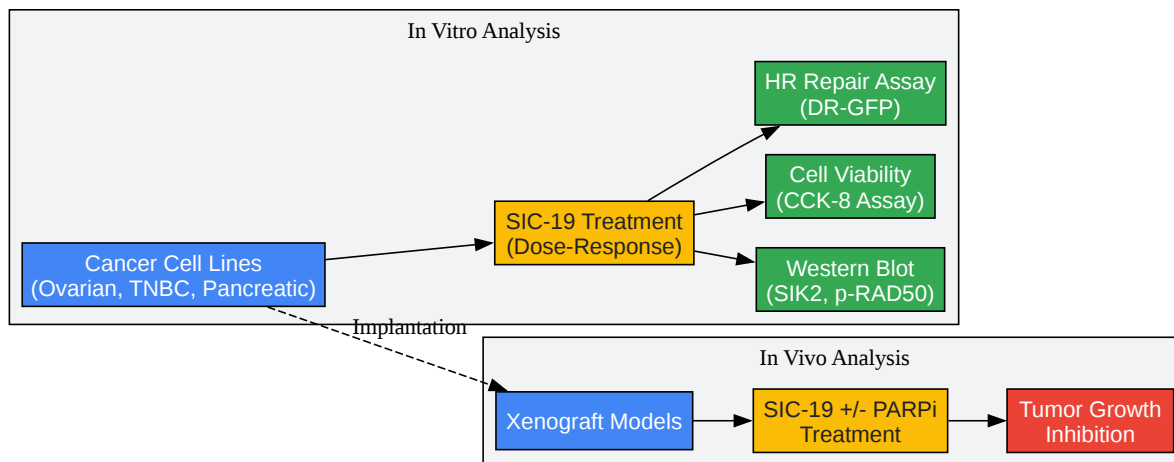 In Vitro Analysis
HR Repair Assay
(DR-GFP)
Cell Viability
(CCK-8 Assay)
SIC-19 Treatment
(Dose-Response)
Cancer Cell Lines
(Ovarian, TNBC, Pancreatic)
Western Blot
(SIK2, p-RAD50)
Implantation
In Vivo Analysis
Xenograft Models
SIC-19 +/- PARPi
Treatment
Tumor Growth
Inhibition